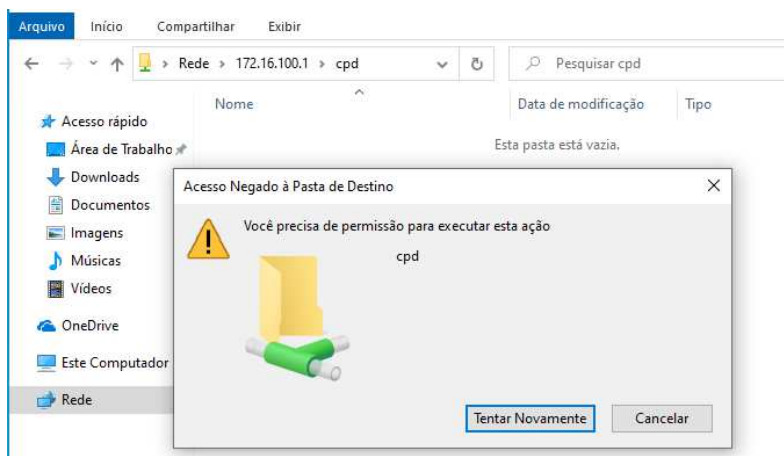 Arquivo Início Compartilhar Exibir
Rede 172.16.100.1 cpd Pesquisar cpd
Nome Data de modificação Tipo
Esta pasta está vazia.
Acesso rápido
Área de Trabalho
Downloads
Documentos
Imagens
Músicas
Vídeos
OneDrive
Este Computador
Rede
Acesso Negado à Pasta de Destino
Você precisa de permissão para executar esta ação
cpd
Tentar Novamente Cancelar